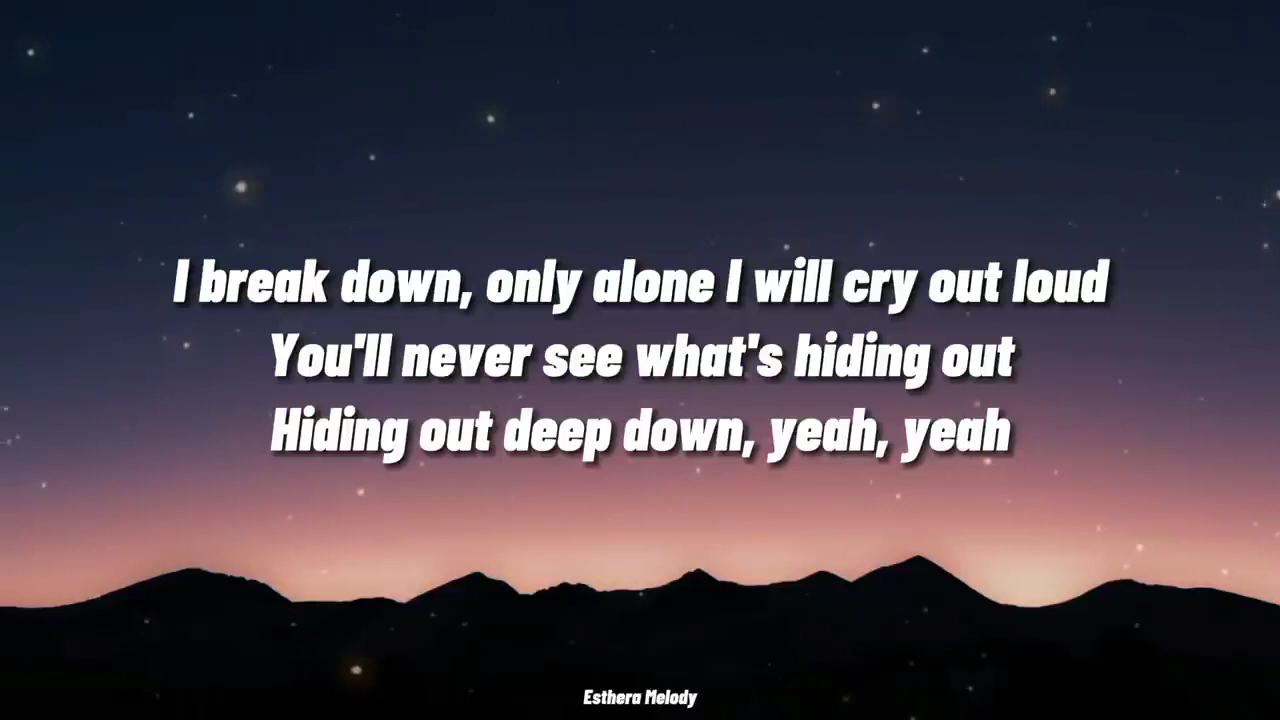 I break down, only alone I will cry out loud
You'll never see what's hiding out
Hiding out deep down, yeah, yeah
Esthera Melody